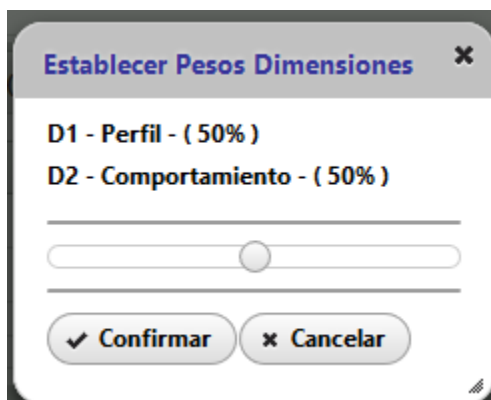 Establecer Pesos Dimensiones
D1 - Perfil - ( 50% )
D2 - Comportamiento - ( 50% )
Confirmar Cancelar